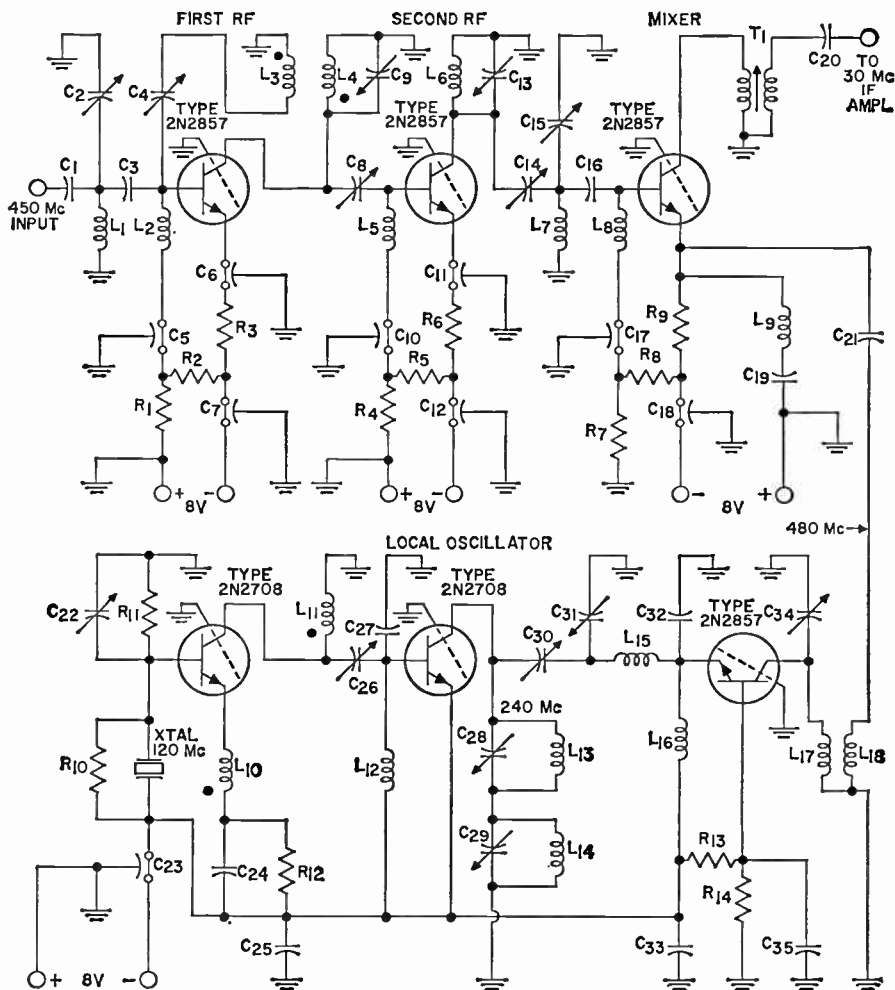 FIRST RF
SECOND RF
MIXER
C2
C4
L3
L4
C9
L6
C13
T1
C20
TO
30 Mc
IF
AMPL.
TYPE
2N2857
TYPE
2N2857
TYPE
2N2857
C15
C1
C3
C8
C14
C16
450 Mc
INPUT
L1
L2
L5
L7
L8
C6
C11
R3
R6
R9
L9
C21
C5
C10
C17
R2
R5
R8
C19
R1
C7
R4
C12
R7
C18
+ 8V -
+ 8V -
- 8V +
480 Mc
LOCAL OSCILLATOR
TYPE
2N2708
TYPE
2N2708
TYPE
2N2857
C22
R11
L11
C27
C31
C32
C34
C30
L15
C26
240 Mc
XTAL
120 Mc
R10
L10
L12
C28
L13
L16
L17
L18
C29
L14
C23
C24
R12
R13
R14
C25
C33
C35
+ 8V -